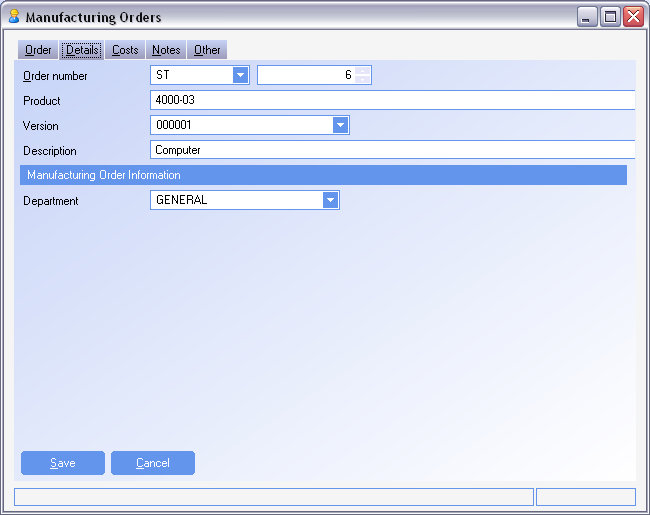 Manufacturing Orders
Order Details Costs Notes Other
Order number ST 6
Product 4000-03
Version 000001
Description Computer
Manufacturing Order Information
Department GENERAL
Save Cancel